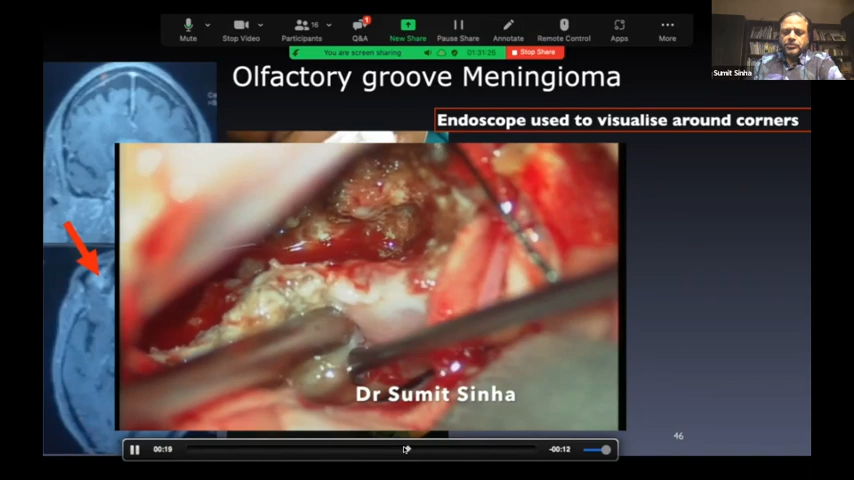 16
1
Mute
Stop Video
Participants
Q&A
New Share
Pause Share
Annotate
Remote Control
Apps
More
You are screen sharing
01:31:26
Stop Share
Sumit Sinha
Olfactory groove Meningioma
Endoscope used to visualise around corners
Dr Sumit Sinha
46
00:19
-00:12